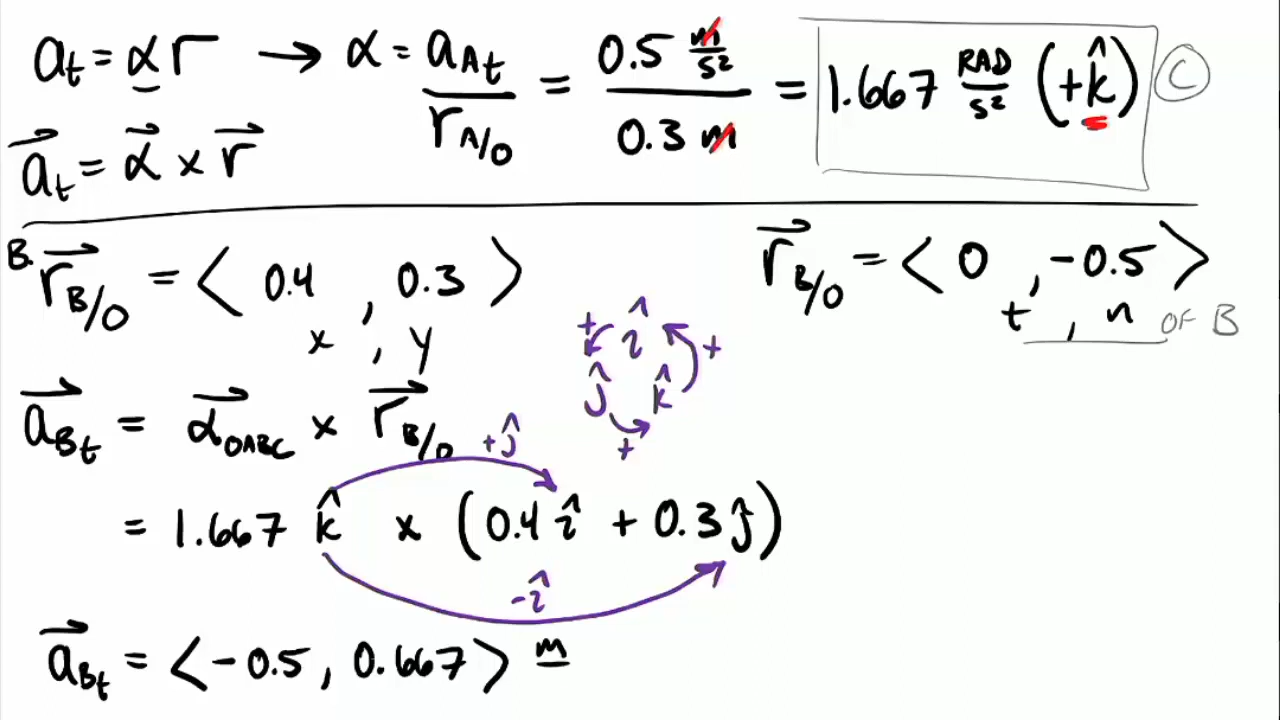 a_t = α r → α = a_At / r_A/O = 0.5 m/s² / 0.3 m = 1.667 RAD/s² (+k̂) C
a⃗_t = α⃗ × r⃗
B. r⃗_B/O = < 0.4 , 0.3 >
x , y
r⃗_B/O = < 0 , -0.5 >
t , n OF B
+ î +
ĵ k̂
+
a⃗_Bt = α⃗_OABC × r⃗_B/O
+ĵ
= 1.667 k̂ × (0.4 î + 0.3 ĵ)
-î
a⃗_Bt = < -0.5 , 0.667 > m